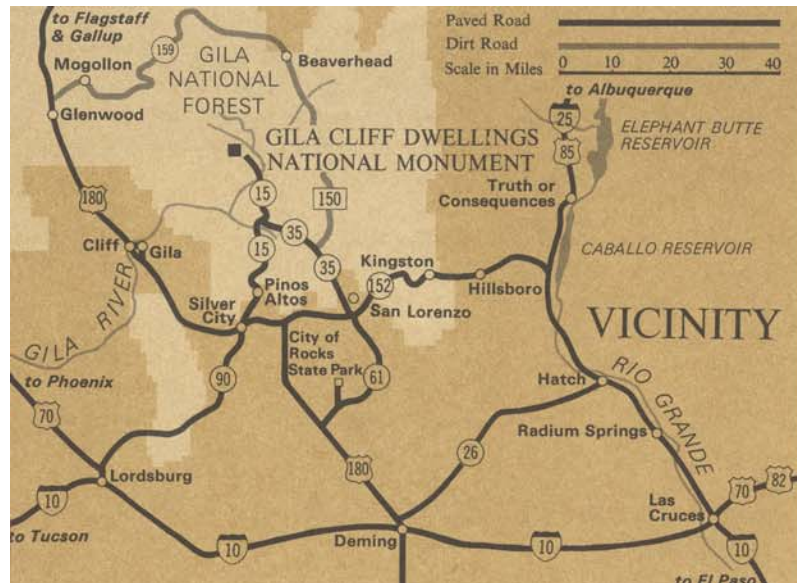 to Flagstaff
& Gallup
159
GILA
NATIONAL
FOREST
Mogollon
Beaverhead
Glenwood
Paved Road
Dirt Road
Scale in Miles
0 10 20 30 40
to Albuquerque
25
85
ELEPHANT BUTTE
RESERVOIR
GILA CLIFF DWELLINGS
NATIONAL MONUMENT
180
15
150
Truth or
Consequences
35
15
35
Cliff
Gila
Kingston
CABALLO RESERVOIR
152
Hillsboro
Pinos
Altos
San Lorenzo
Silver
City
VICINITY
GILA RIVER
City of
Rocks
State Park
to Phoenix
90
61
Hatch
RIO GRANDE
70
Radium Springs
26
180
Lordsburg
10
Las
Cruces
70
82
to Tucson
10
Deming
10
10
to El Paso